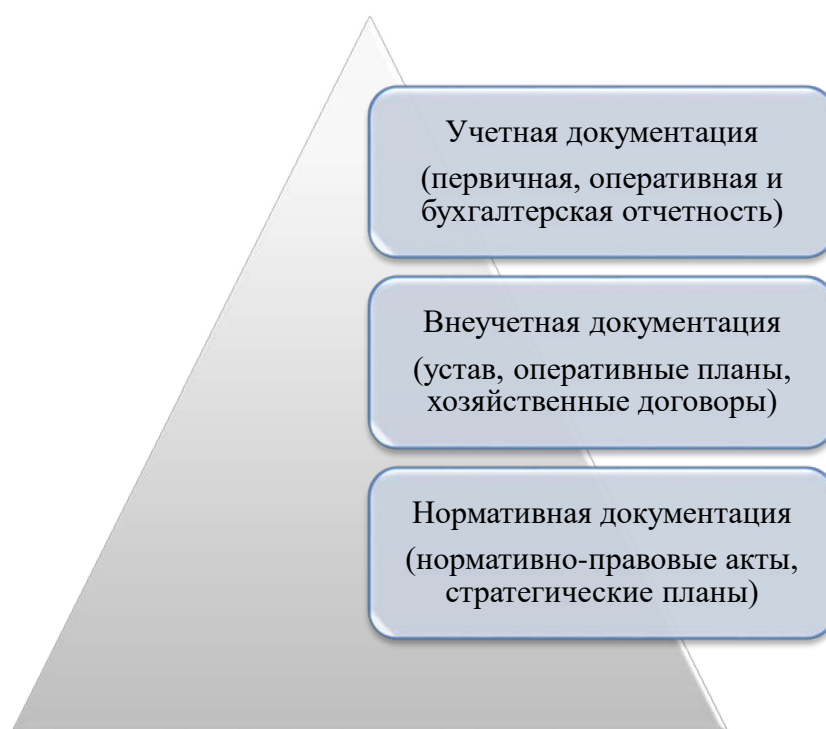 Учетная документация
(первичная, оперативная и
бухгалтерская отчетность)
Внеучетная документация
(устав, оперативные планы,
хозяйственные договоры)
Нормативная документация
(нормативно-правовые акты,
стратегические планы)